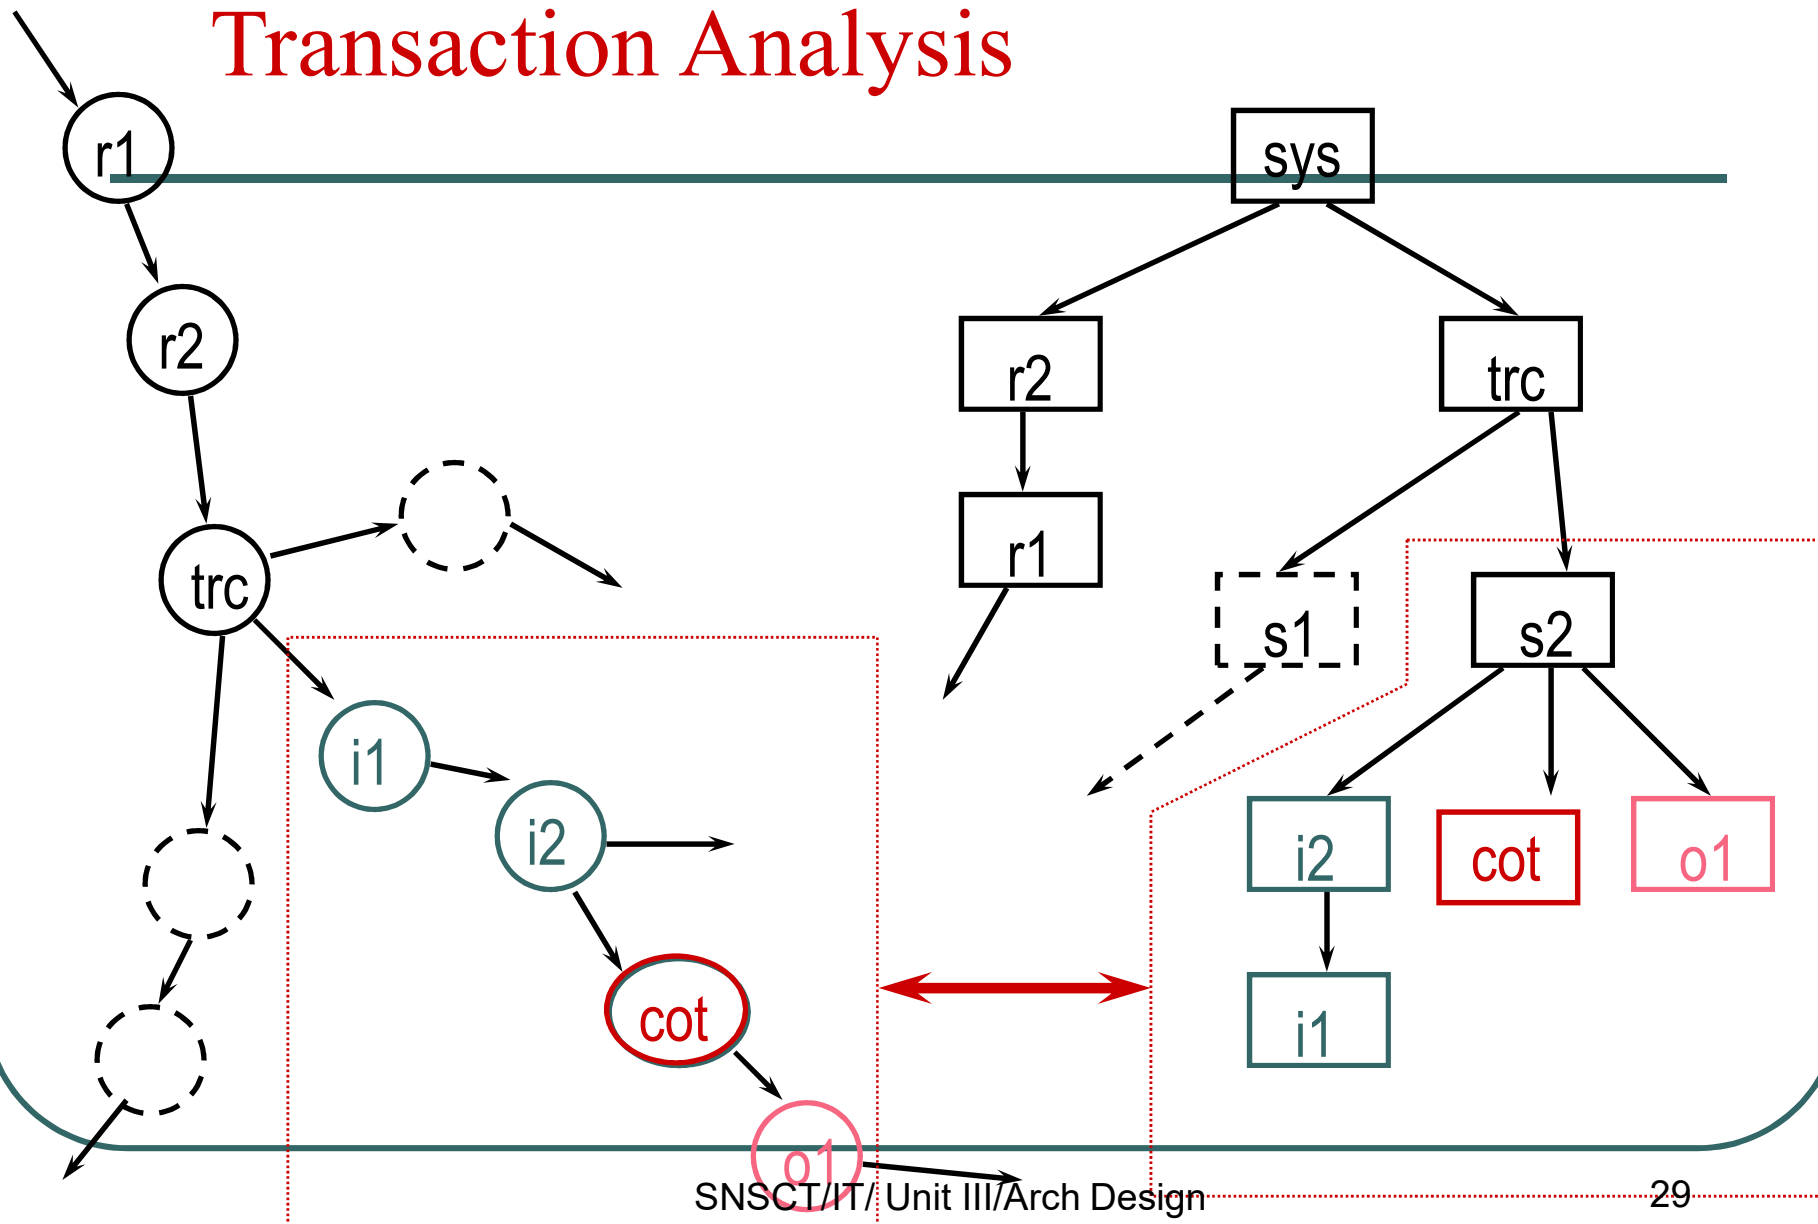 Transaction Analysis
r1
sys
r2
r2
trc
trc
r1
s1
s2
i1
i2
i2
cot
o1
cot
i1
o1
SNSCT/IT/ Unit III/Arch Design
29